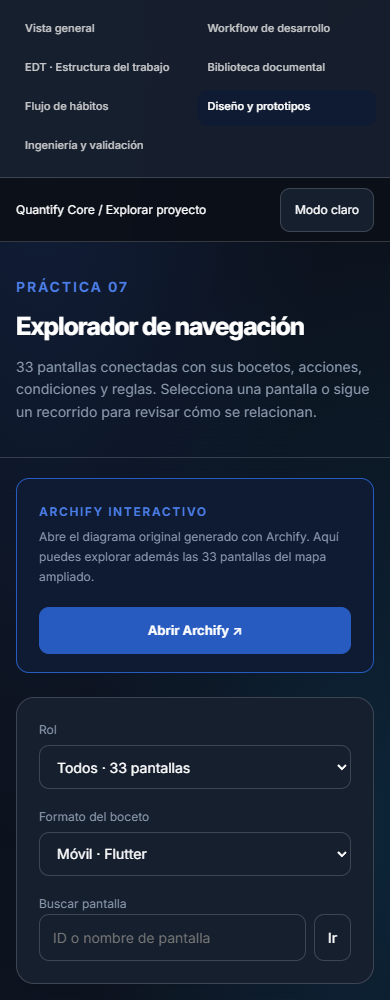 Vista general
Workflow de desarrollo
EDT · Estructura del trabajo
Biblioteca documental
Flujo de hábitos
Diseño y prototipos
Ingeniería y validación
Quantify Core / Explorar proyecto
Modo claro
PRÁCTICA 07
Explorador de navegación
33 pantallas conectadas con sus bocetos, acciones,
condiciones y reglas. Selecciona una pantalla o sigue
un recorrido para revisar cómo se relacionan.
ARCHIFY INTERACTIVO
Abre el diagrama original generado con Archify. Aquí
puedes explorar además las 33 pantallas del mapa
ampliado.
Abrir Archify ↗
Rol
Todos · 33 pantallas
Formato del boceto
Móvil · Flutter
Buscar pantalla
ID o nombre de pantalla
Ir